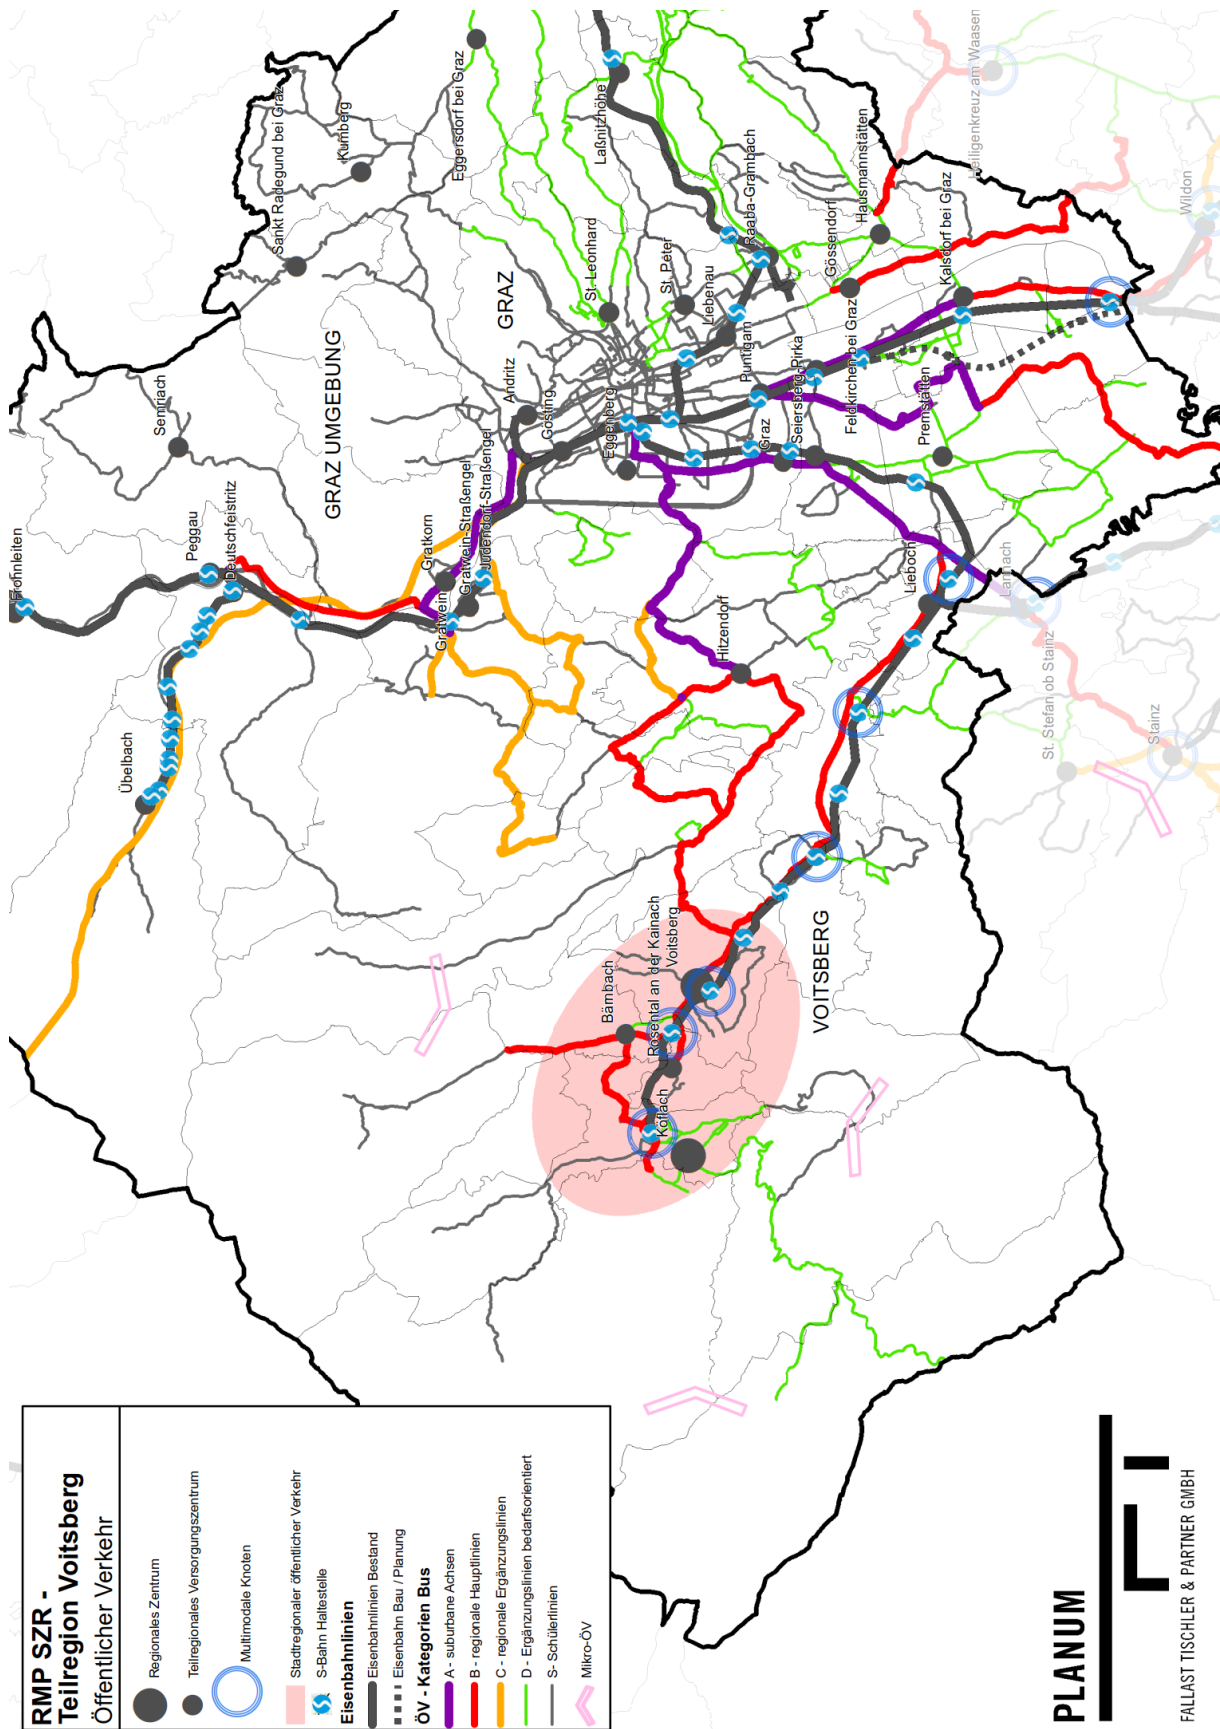 RMP SZR -
Teilregion Voitsberg
Öffentlicher Verkehr
Regionales Zentrum
Teilregionales Versorgungszentrum
Multimodale Knoten
Stadtregionaler öffentlicher Verkehr
S-Bahn Haltestelle
Eisenbahnlinien
Eisenbahnlinien Bestand
Eisenbahn Bau / Planung
ÖV - Kategorien Bus
A - suburbane Achsen
B - regionale Hauptlinien
C - regionale Ergänzungslinien
D - Ergänzungslinien bedarfsorientiert
S- Schülerlinien
Mikro-ÖV
Frohnleiten
Übelbach
Peggau
Deutschfeistritz
Semriach
Sankt Radegund bei Graz
Kumberg
Eggersdorf bei Graz
GRAZ UMGEBUNG
Gratkorn
Gratwein
Gratwein-Straßengel
Judendorf-Straßengel
Andritz
Gösting
GRAZ
St. Leonhard
Laßnitzhöhe
Eggenberg
St. Peter
Liebenau
Raaba-Grambach
Puntigam
Graz
Seiersberg-Pirka
Hitzendorf
Gössendorf
Hausmannstätten
Feldkirchen bei Graz
Premstätten
Kalsdorf bei Graz
Heiligenkreuz am Waasen
Wildon
Lieboch
Lannach
St. Stefan ob Stainz
Stainz
Bärnbach
Rosental an der Kainach
Voitsberg
Köflach
VOITSBERG
PLANUM
FALLAST TISCHLER & PARTNER GMBH